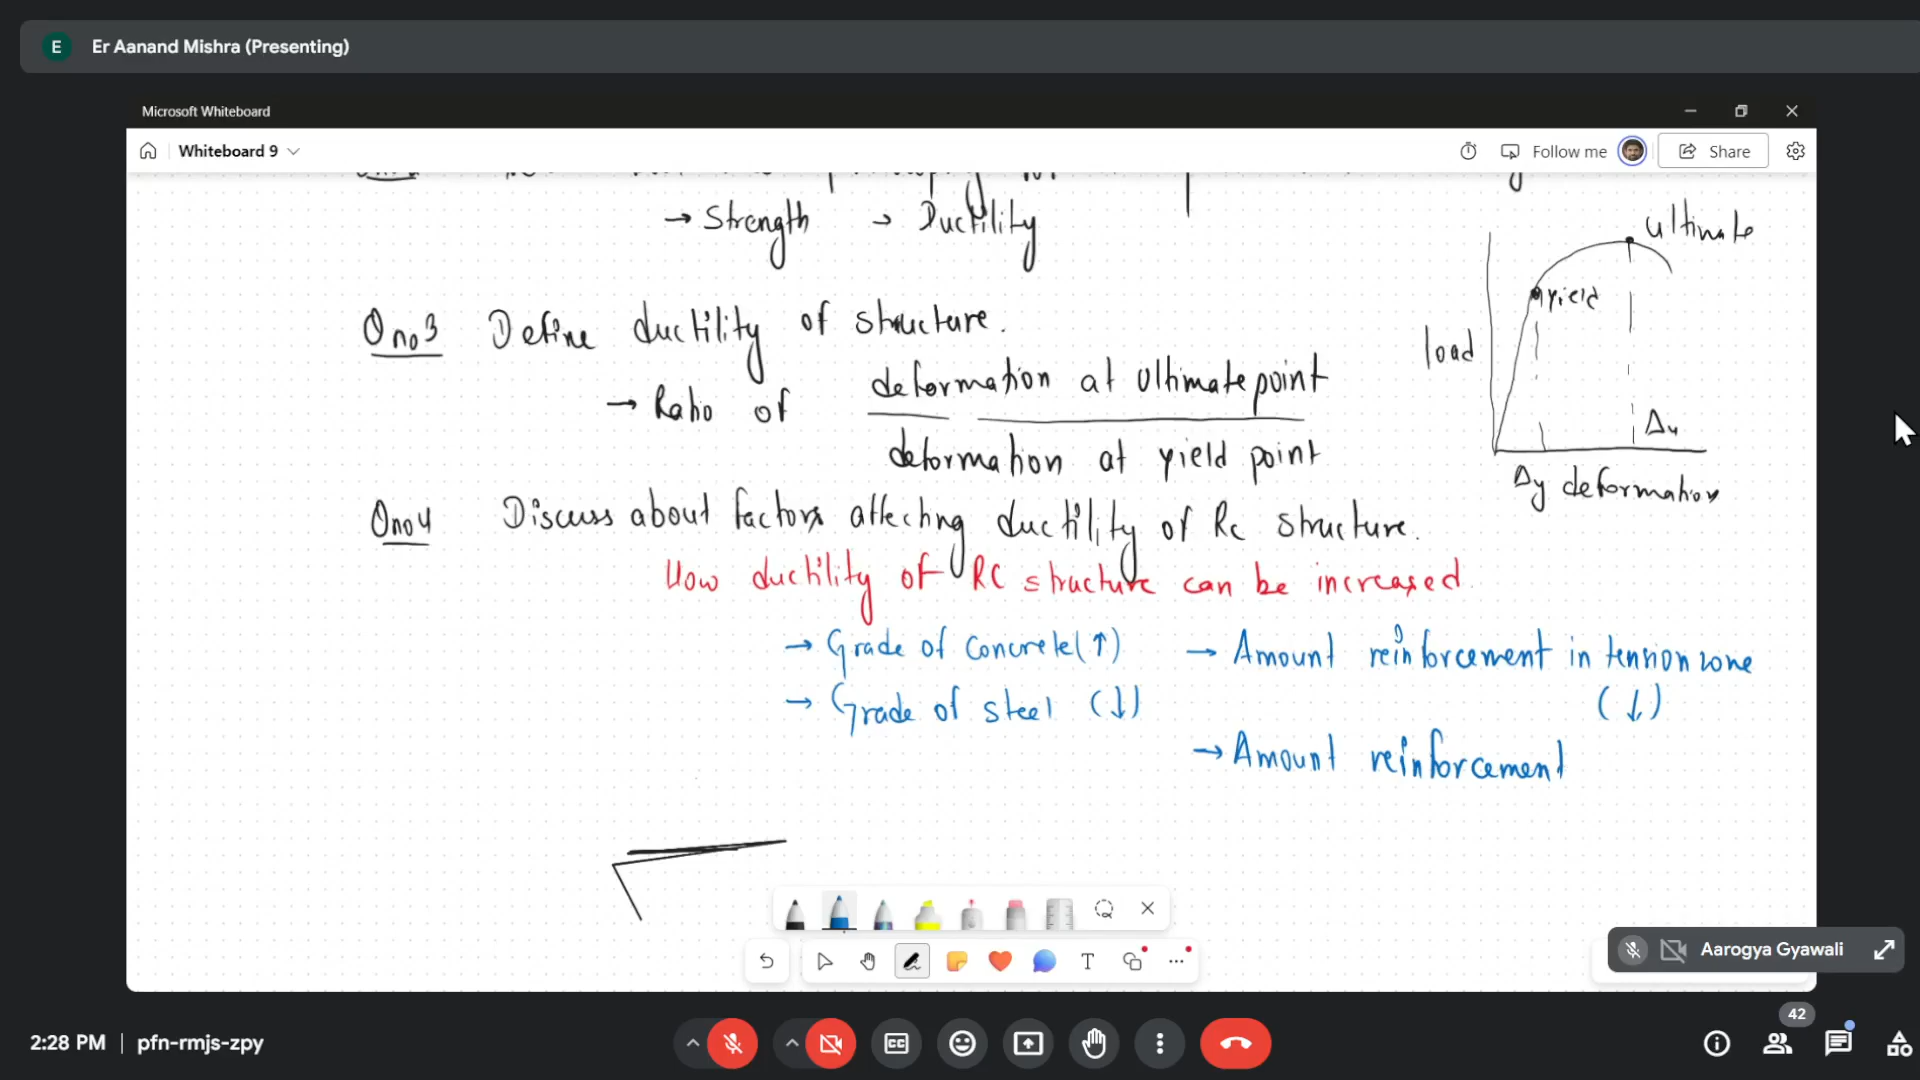 E Er Aanand Mishra (Presenting)
Microsoft Whiteboard
Whiteboard 9
Follow me
Share
→ Strength → Ductility
Qno3 Define ductility of structure.
→ Ratio of deformation at ultimate point
deformation at yield point
ultimate
yield
load
Δu
Δy deformation
Qno4 Discuss about factors affecting ductility of Rc structure.
How ductility of RC structure can be increased.
→ Grade of concrete (↑)
→ Grade of steel (↓)
→ Amount reinforcement in tension zone
(↓)
→ Amount reinforcement
T
Aarogya Gyawali
2:28 PM | pfn-rmjs-zpy
CC
42